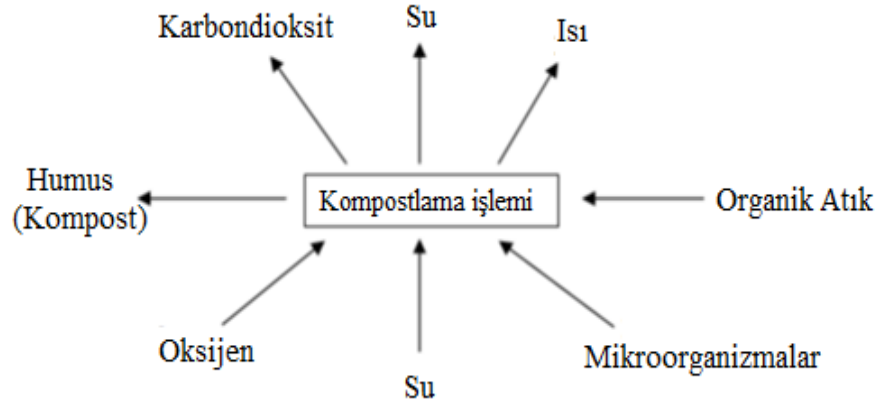 Karbondioksit
Su
Isı
Humus
(Kompost)
Kompostlama işlemi
Organik Atık
Oksijen
Su
Mikroorganizmalar